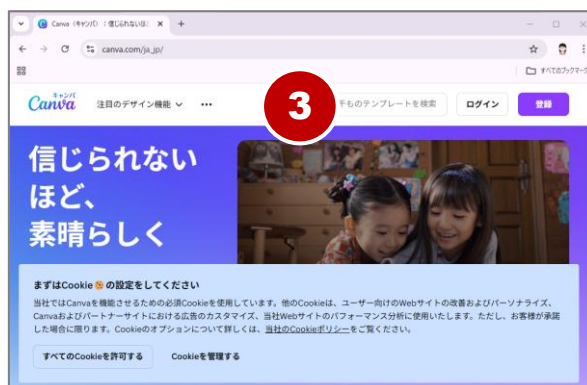 Canva (キャンバ) : 信じられないほ
canva.com/ja_jp/
すべてのブックマーク
キャンバ
Canva
注目のデザイン機能
3
千ものテンプレートを検索
ログイン
登録
信じられない
ほど、
素晴らしく
まずはCookie🍪の設定をしてください
当社ではCanvaを機能させるための必須Cookieを使用しています。他のCookieは、ユーザー向けのWebサイトの改善およびパーソナライズ、
Canvaおよびパートナーサイトにおける広告のカスタマイズ、当社Webサイトのパフォーマンス分析に使用いたします。ただし、お客様が承諾
した場合に限ります。Cookieのオプションについて詳しくは、当社のCookieポリシーをご覧ください。
すべてのCookieを許可する
Cookieを管理する